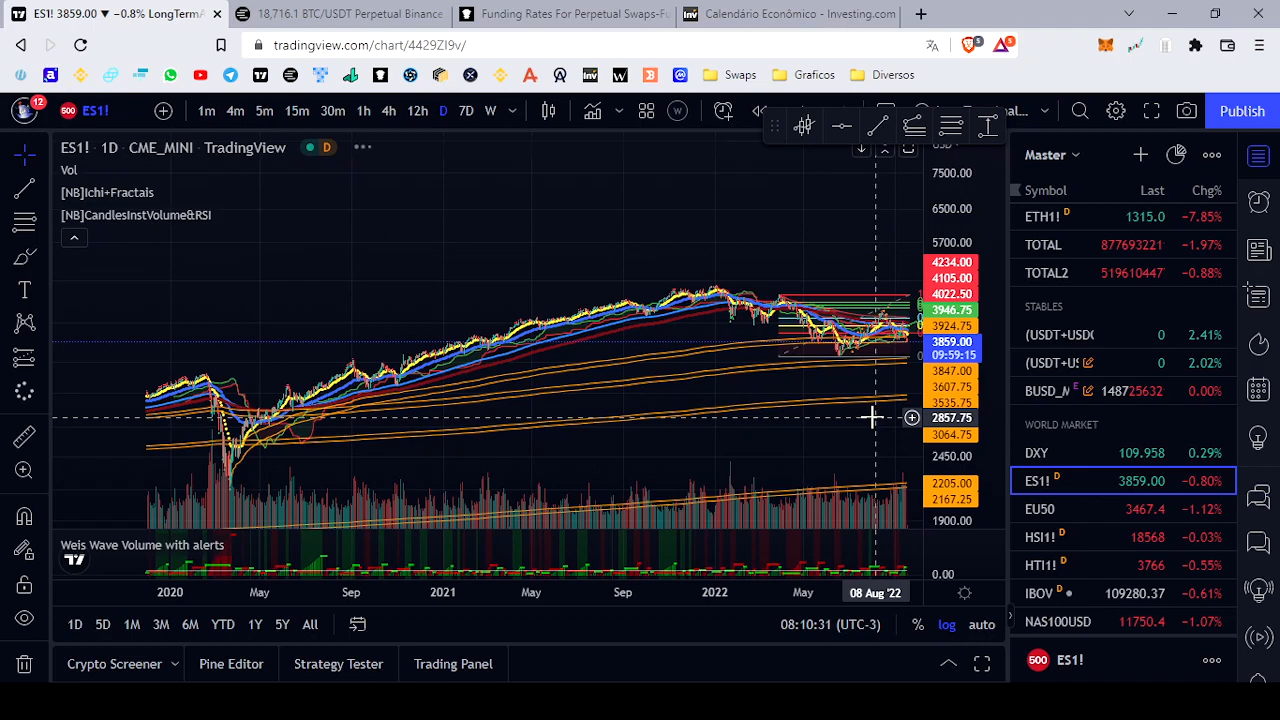 ES1! 3859.00 ▼ −0.8% LongTermA
18,716.1 BTC/USDT Perpetual Binance
Funding Rates For Perpetual Swaps-Fu
Calendário Econômico - Investing.com
tradingview.com/chart/4429ZI9v/
Swaps
Graficos
Diversos
12
500 ES1!
1m 4m 5m 15m 30m 1h 4h 12h D 7D W
Publish
ES1! · 1D · CME_MINI · TradingView
D
Vol
[NB]Ichi+Fractais
[NB]CandlesInstVolume&RSI
7500.00
6500.00
5700.00
4234.00
4105.00
4022.50
3946.75
3924.75
3859.00
09:59:15
3847.00
3607.75
3535.75
2857.75
3064.75
2450.00
2205.00
2167.25
1900.00
0.00
Weis Wave Volume with alerts
2020 May Sep 2021 May Sep 2022 May 08 Aug '22
1D 5D 1M 3M 6M YTD 1Y 5Y All
08:10:31 (UTC-3) % log auto
Crypto Screener
Pine Editor
Strategy Tester
Trading Panel
Master
Symbol Last Chg%
ETH1! D 1315.0 −7.85%
TOTAL 877693221 −1.97%
TOTAL2 519610447 −0.88%
STABLES
(USDT+USD( 0 2.41%
(USDT+US 0 2.02%
BUSD_M E 148725632 0.00%
WORLD MARKET
DXY 109.958 0.29%
ES1! D 3859.00 −0.80%
EU50 3467.4 −1.12%
HSI1! D 18568 −0.03%
HTI1! D 3766 −0.55%
IBOV D 109280.37 −0.61%
NAS100USD 11750.4 −1.07%
500 ES1!